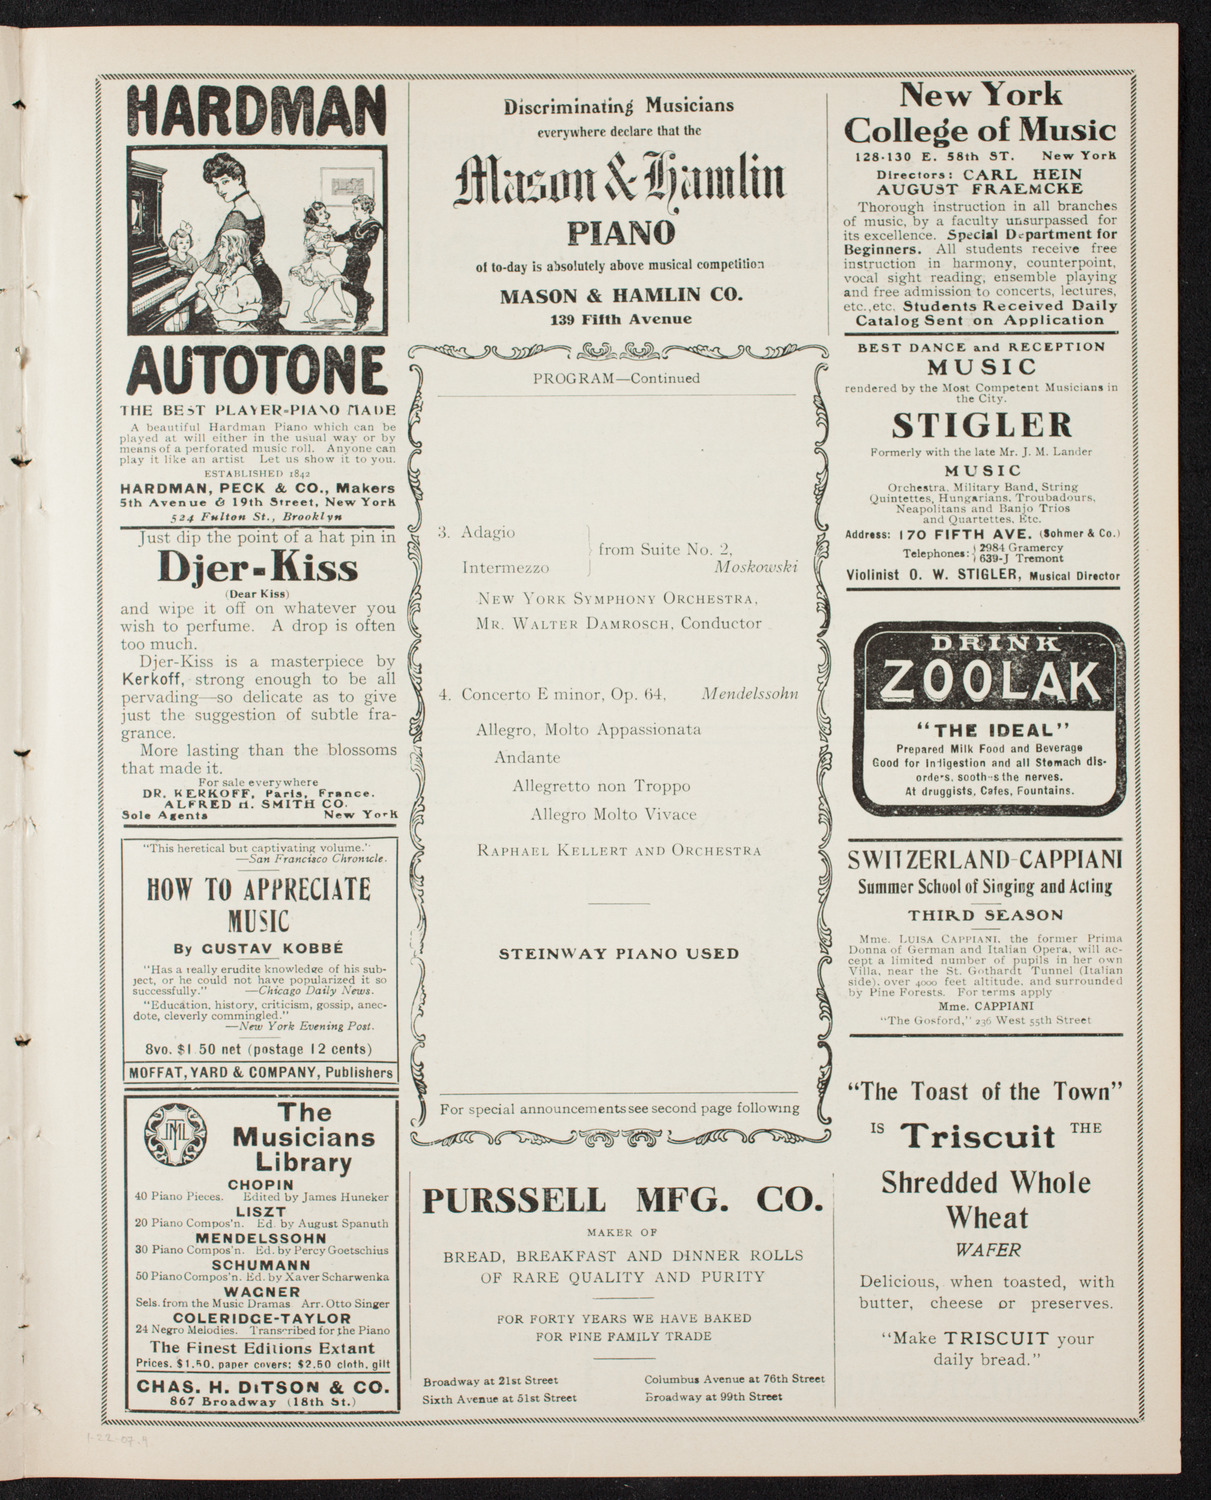 HARDMAN
AUTOTONE
THE BEST PLAYER-PIANO MADE
A beautiful Hardman Piano which can be
played at will either in the usual way or by
means of a perforated music roll. Anyone can
play it like an artist Let us show it to you.
ESTABLISHED 1842
HARDMAN, PECK & CO., Makers
5th Avenue & 19th Street, New York
524 Fulton St., Brooklyn
Just dip the point of a hat pin in
Djer-Kiss
(Dear Kiss)
and wipe it off on whatever you
wish to perfume. A drop is often
too much.
Djer-Kiss is a masterpiece by
Kerkoff, strong enough to be all
pervading—so delicate as to give
just the suggestion of subtle fra-
grance.
More lasting than the blossoms
that made it.
For sale everywhere
DR. KERKOFF, Paris, France.
ALFRED H. SMITH CO.
Sole Agents New York
"This heretical but captivating volume."
—San Francisco Chronicle.
HOW TO APPRECIATE
MUSIC
By GUSTAV KOBBÉ
"Has a really erudite knowledge of his sub-
ject, or he could not have popularized it so
successfully." —Chicago Daily News.
"Education, history, criticism, gossip, anec-
dote, cleverly commingled."
—New York Evening Post.
8vo. $1 50 net (postage 12 cents)
MOFFAT, YARD & COMPANY, Publishers
The
Musicians
Library
CHOPIN
40 Piano Pieces. Edited by James Huneker
LISZT
20 Piano Compos'n. Ed. by August Spanuth
MENDELSSOHN
30 Piano Compos'n. Ed. by Percy Goetschius
SCHUMANN
50 Piano Compos'n. Ed. by Xaver Scharwenka
WAGNER
Sels. from the Music Dramas Arr. Otto Singer
COLERIDGE-TAYLOR
24 Negro Melodies. Transcribed for the Piano
The Finest Editions Extant
Prices, $1.50, paper covers; $2.50 cloth, gilt
CHAS. H. DITSON & CO.
867 Broadway (18th St.)
Discriminating Musicians
everywhere declare that the
Mason & Hamlin
PIANO
of to-day is absolutely above musical competition
MASON & HAMLIN CO.
139 Fifth Avenue
PROGRAM—Continued
3. Adagio
from Suite No. 2,
Intermezzo Moskowski
NEW YORK SYMPHONY ORCHESTRA,
MR. WALTER DAMROSCH, Conductor
4. Concerto E minor, Op. 64, Mendelssohn
Allegro, Molto Appassionata
Andante
Allegretto non Troppo
Allegro Molto Vivace
RAPHAEL KELLERT AND ORCHESTRA
STEINWAY PIANO USED
For special announcements see second page following
PURSSELL MFG. CO.
MAKER OF
BREAD, BREAKFAST AND DINNER ROLLS
OF RARE QUALITY AND PURITY
FOR FORTY YEARS WE HAVE BAKED
FOR FINE FAMILY TRADE
Broadway at 21st Street Columbus Avenue at 76th Street
Sixth Avenue at 51st Street Broadway at 99th Street
New York
College of Music
128-130 E. 58th ST. New York
Directors: CARL HEIN
AUGUST FRAEMCKE
Thorough instruction in all branches
of music, by a faculty unsurpassed for
its excellence. Special Department for
Beginners. All students receive free
instruction in harmony, counterpoint,
vocal sight reading, ensemble playing
and free admission to concerts, lectures,
etc., etc. Students Received Daily
Catalog Sent on Application
BEST DANCE and RECEPTION
MUSIC
rendered by the Most Competent Musicians in
the City.
STIGLER
Formerly with the late Mr. J. M. Lander
MUSIC
Orchestra, Military Band, String
Quintettes, Hungarians, Troubadours,
Neapolitans and Banjo Trios
and Quartettes, Etc.
Address: 170 FIFTH AVE. (Sohmer & Co.)
Telephones: 2984 Gramercy
639-J Tremont
Violinist O. W. STIGLER, Musical Director
DRINK
ZOOLAK
"THE IDEAL"
Prepared Milk Food and Beverage
Good for Indigestion and all Stomach dis-
orders, soothes the nerves.
At druggists, Cafes, Fountains.
SWITZERLAND-CAPPIANI
Summer School of Singing and Acting
THIRD SEASON
Mme. LUISA CAPPIANI, the former Prima
Donna of German and Italian Opera, will ac-
cept a limited number of pupils in her own
Villa, near the St. Gothardt Tunnel (Italian
side), over 4000 feet altitude, and surrounded
by Pine Forests. For terms apply
Mme. CAPPIANI
"The Gosford," 236 West 55th Street
"The Toast of the Town"
IS Triscuit THE
Shredded Whole
Wheat
WAFER
Delicious, when toasted, with
butter, cheese or preserves.
"Make TRISCUIT your
daily bread."
1-22-07.9